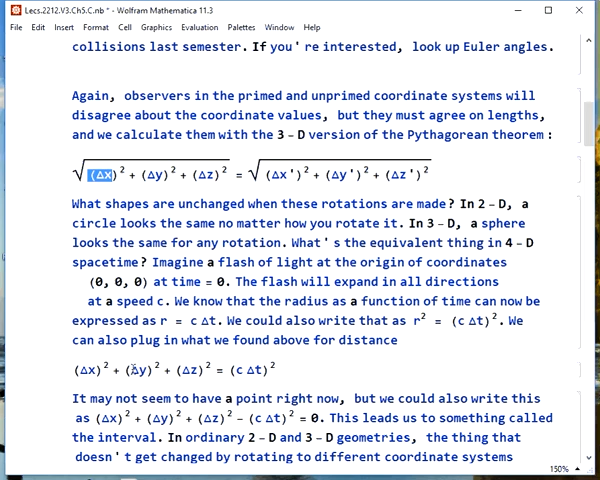 Lecs.2212.V3.Ch5.C.nb * - Wolfram Mathematica 11.3
File Edit Insert Format Cell Graphics Evaluation Palettes Window Help
collisions last semester. If you're interested, look up Euler angles.
Again, observers in the primed and unprimed coordinate systems will
disagree about the coordinate values, but they must agree on lengths,
and we calculate them with the 3 - D version of the Pythagorean theorem :
√(Δx)² + (Δy)² + (Δz)² = √(Δx')² + (Δy')² + (Δz')²
What shapes are unchanged when these rotations are made? In 2 - D, a
circle looks the same no matter how you rotate it. In 3 - D, a sphere
looks the same for any rotation. What's the equivalent thing in 4 - D
spacetime? Imagine a flash of light at the origin of coordinates
(0, 0, 0) at time = 0. The flash will expand in all directions
at a speed c. We know that the radius as a function of time can now be
expressed as r = c Δt. We could also write that as r² = (c Δt)². We
can also plug in what we found above for distance
(Δx)² + (Δy)² + (Δz)² = (c Δt)²
It may not seem to have a point right now, but we could also write this
as (Δx)² + (Δy)² + (Δz)² - (c Δt)² = 0. This leads us to something called
the interval. In ordinary 2 - D and 3 - D geometries, the thing that
doesn't get changed by rotating to different coordinate systems
150%